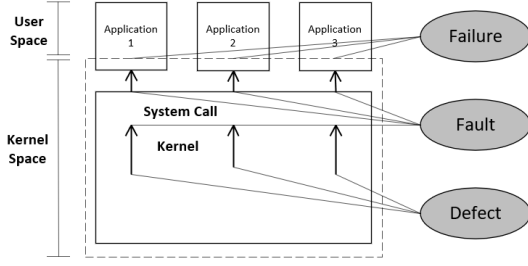 User
Space
Application
1
Application
2
Application
3
Failure
System Call
Fault
Kernel
Kernel
Space
Defect